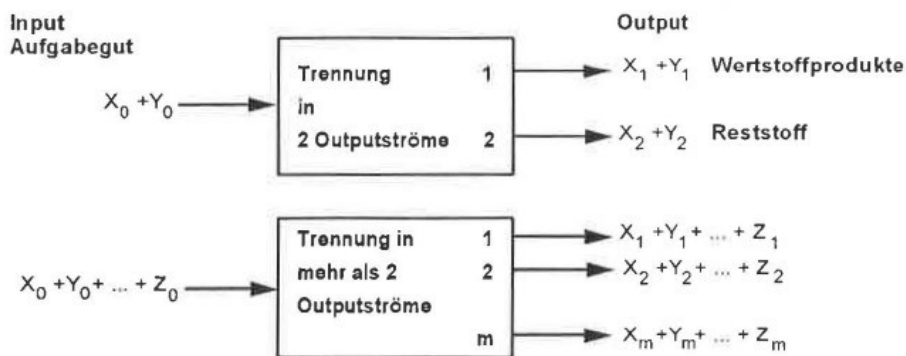 Input
Aufgabegut
Output
X0 +Y0
Trennung 1
in
2 Outputströme 2
X1 +Y1 Wertstoffprodukte
X2 +Y2 Reststoff
X0 +Y0+ ... + Z0
Trennung in 1
mehr als 2 2
Outputströme
m
X1 +Y1+ ... + Z1
X2 +Y2+ ... + Z2
Xm+Ym+ ... + Zm